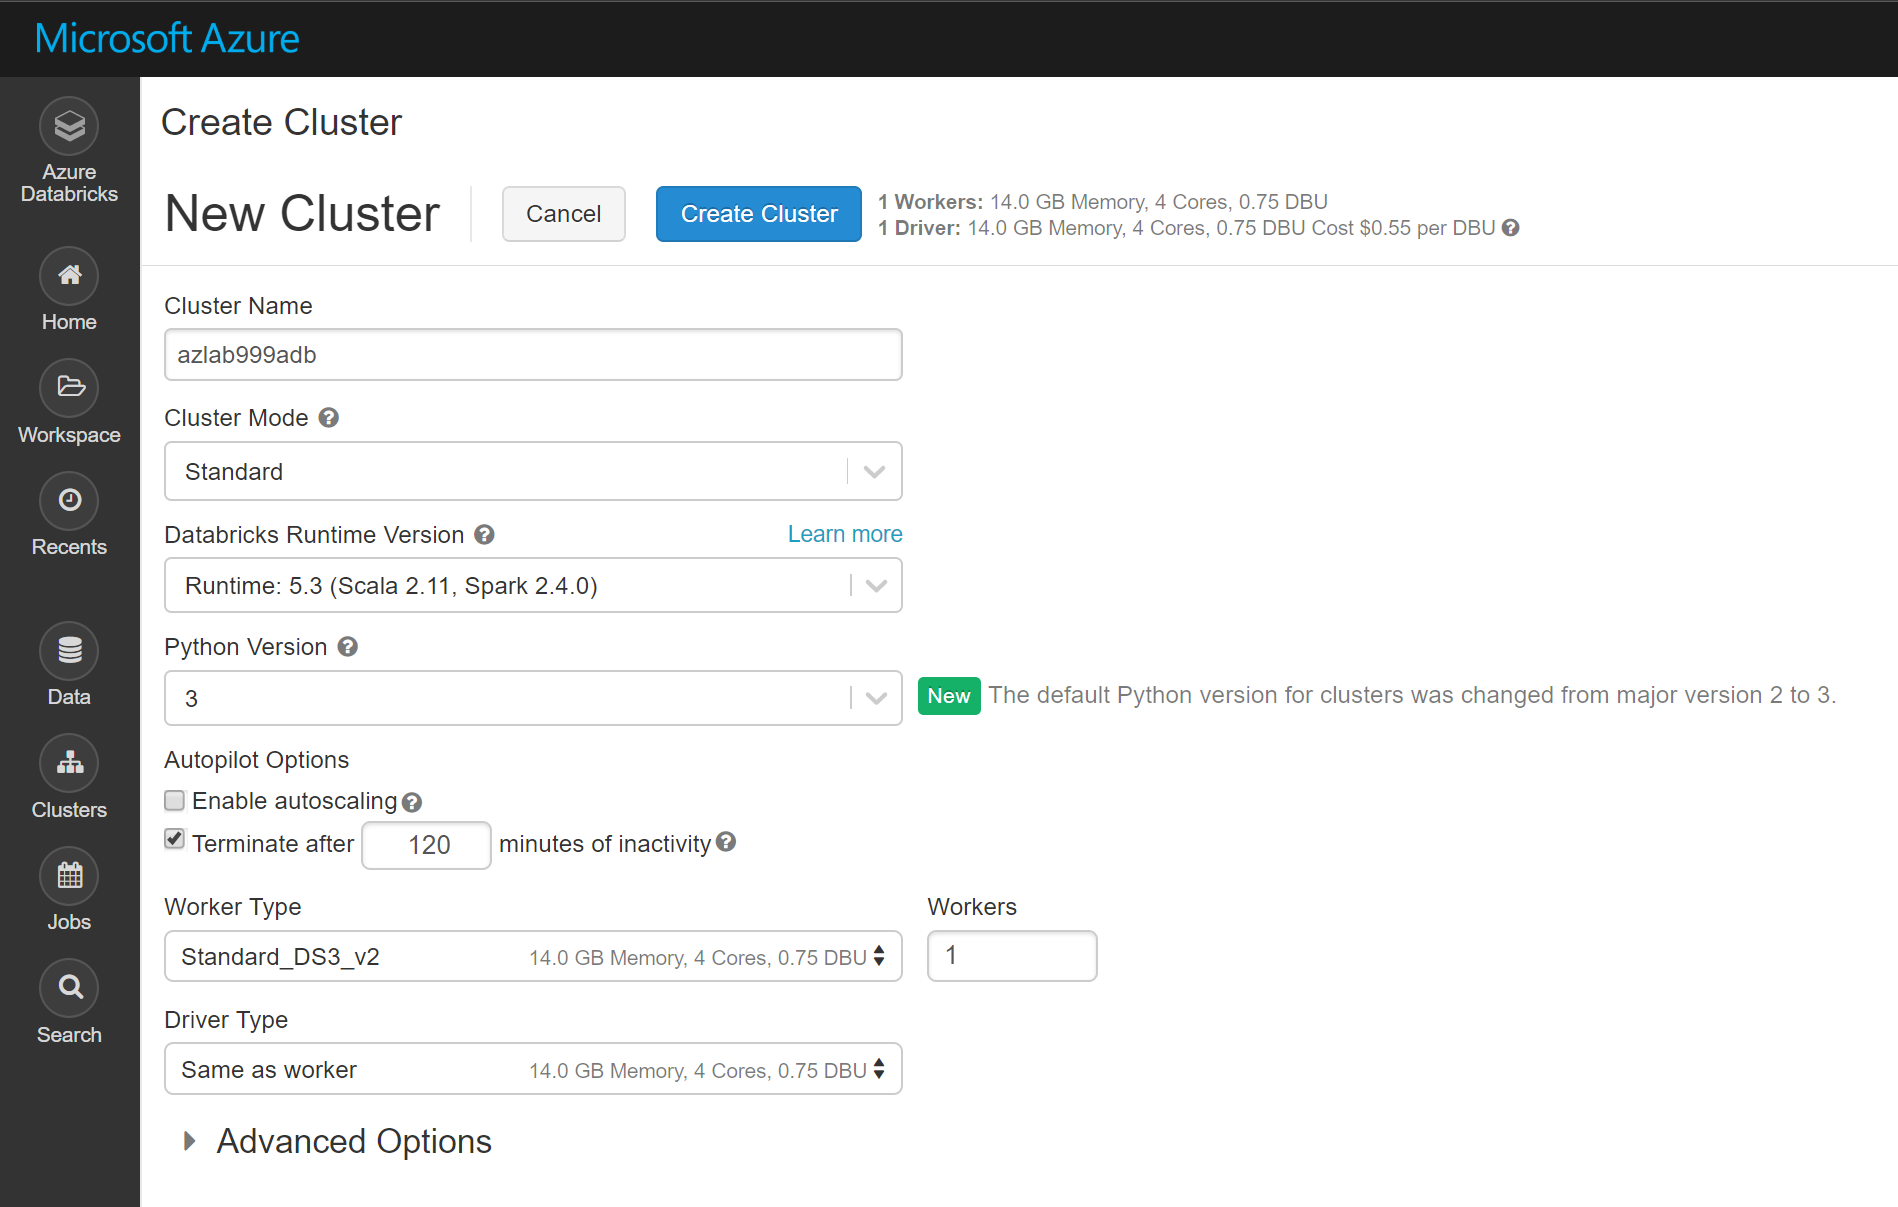 Microsoft Azure
Azure
Databricks
Home
Workspace
Recents
Data
Clusters
Jobs
Search
Create Cluster
New Cluster
Cancel
Create Cluster
1 Workers: 14.0 GB Memory, 4 Cores, 0.75 DBU
1 Driver: 14.0 GB Memory, 4 Cores, 0.75 DBU Cost $0.55 per DBU ?
Cluster Name
azlab999adb
Cluster Mode ?
Standard
Databricks Runtime Version ? Learn more
Runtime: 5.3 (Scala 2.11, Spark 2.4.0)
Python Version ?
3
New The default Python version for clusters was changed from major version 2 to 3.
Autopilot Options
Enable autoscaling ?
Terminate after 120 minutes of inactivity ?
Worker Type
Workers
Standard_DS3_v2 14.0 GB Memory, 4 Cores, 0.75 DBU
1
Driver Type
Same as worker 14.0 GB Memory, 4 Cores, 0.75 DBU
Advanced Options